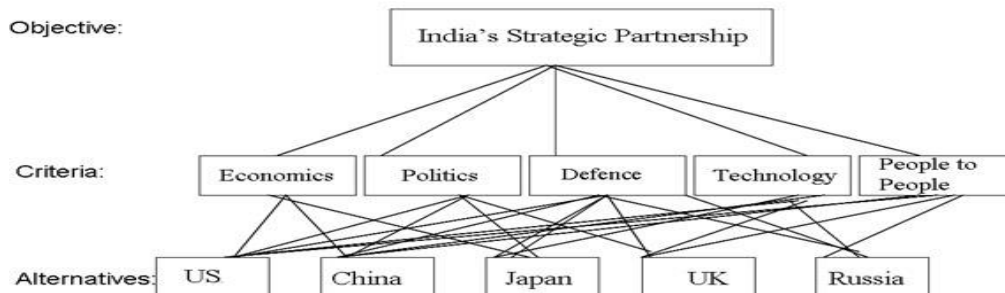 Objective:
India's Strategic Partnership
Criteria:
Economics
Politics
Defence
Technology
People to
People
Alternatives:
US
China
Japan
UK
Russia